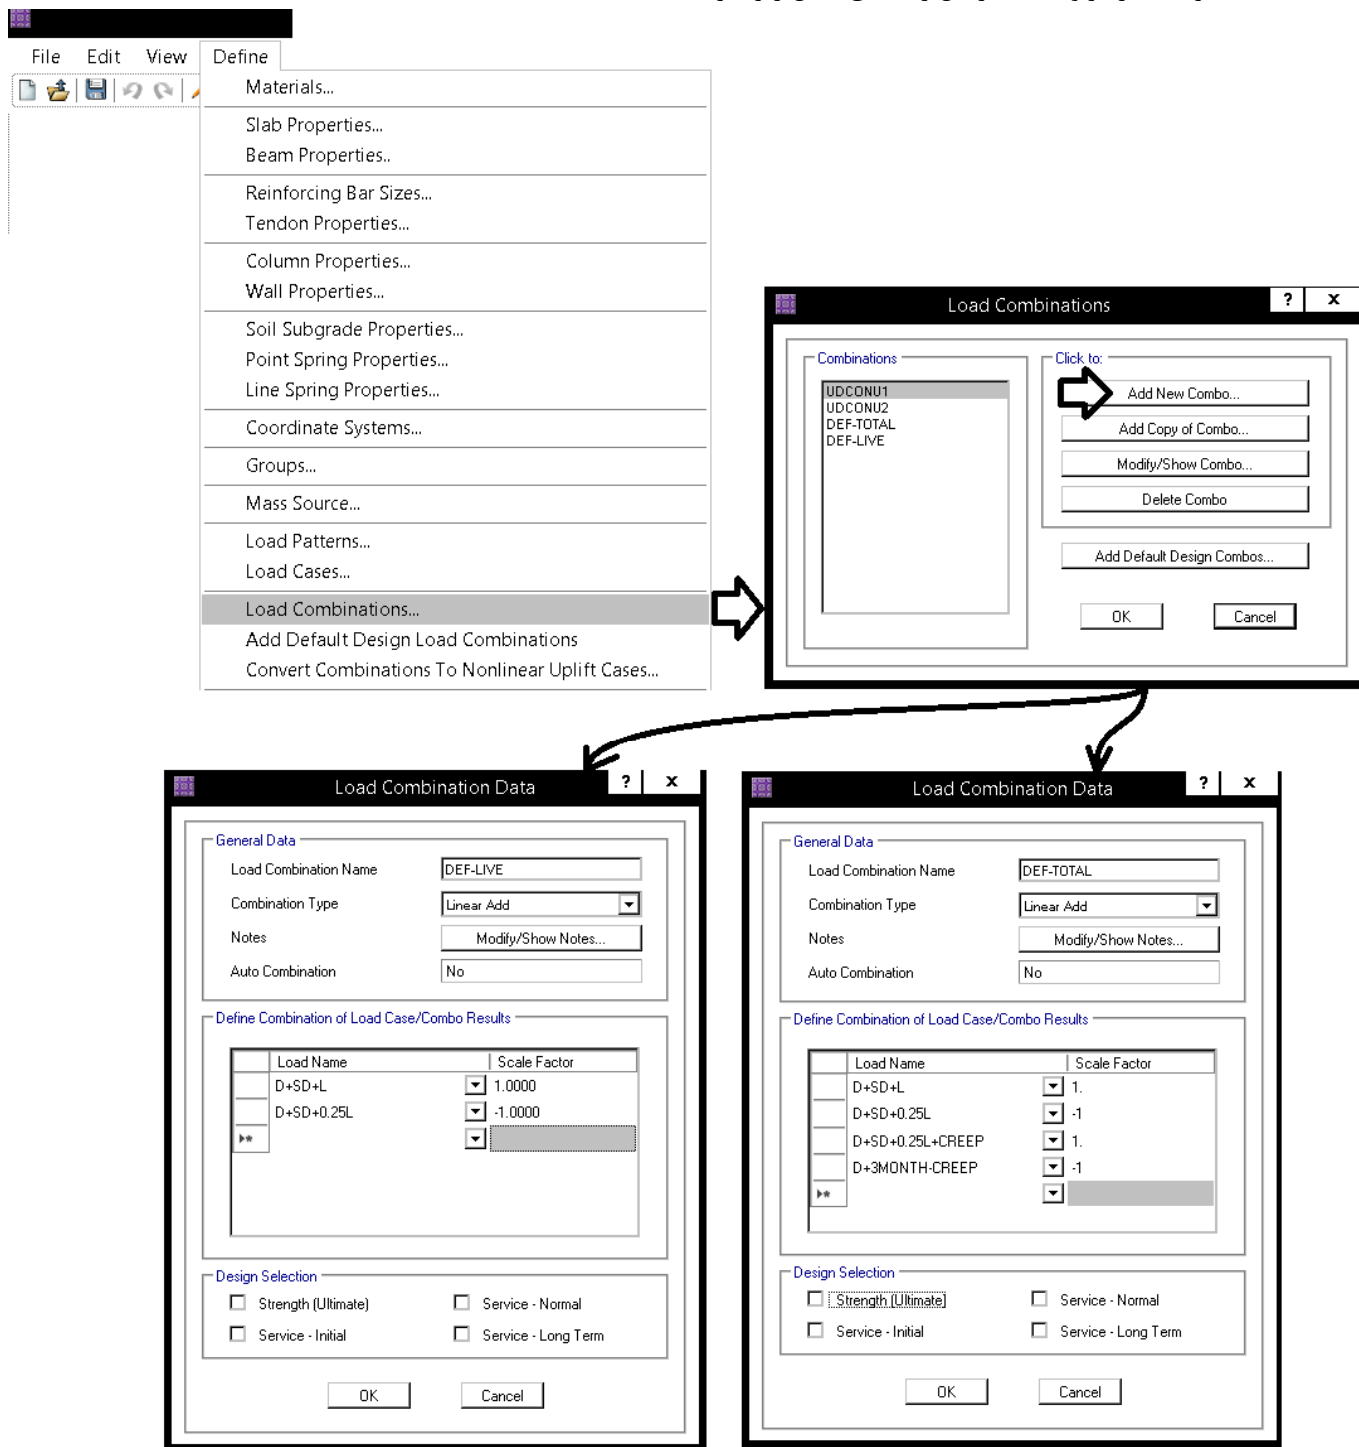 File Edit View Define
Materials...
Slab Properties...
Beam Properties..
Reinforcing Bar Sizes...
Tendon Properties...
Column Properties...
Wall Properties...
Soil Subgrade Properties...
Point Spring Properties...
Line Spring Properties...
Coordinate Systems...
Groups...
Mass Source...
Load Patterns...
Load Cases...
Load Combinations...
Add Default Design Load Combinations
Convert Combinations To Nonlinear Uplift Cases...
Load Combinations ? x
Combinations
UDCONU1
UDCONU2
DEF-TOTAL
DEF-LIVE
Click to:
Add New Combo...
Add Copy of Combo...
Modify/Show Combo...
Delete Combo
Add Default Design Combos...
OK Cancel
Load Combination Data ? x
General Data
Load Combination Name DEF-LIVE
Combination Type Linear Add
Notes Modify/Show Notes...
Auto Combination No
Define Combination of Load Case/Combo Results
Load Name Scale Factor
D+SD+L 1.0000
D+SD+0.25L -1.0000
Design Selection
Strength (Ultimate) Service - Normal
Service - Initial Service - Long Term
OK Cancel
Load Combination Data ? x
General Data
Load Combination Name DEF-TOTAL
Combination Type Linear Add
Notes Modify/Show Notes...
Auto Combination No
Define Combination of Load Case/Combo Results
Load Name Scale Factor
D+SD+L 1.
D+SD+0.25L -1
D+SD+0.25L+CREEP 1.
D+3MONTH-CREEP -1
Design Selection
Strength (Ultimate) Service - Normal
Service - Initial Service - Long Term
OK Cancel